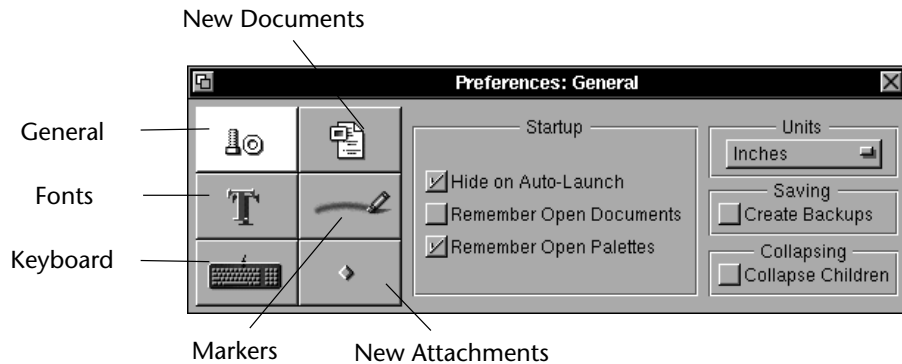 New Documents
Preferences: General
General
Fonts
Keyboard
Startup
Hide on Auto-Launch
Remember Open Documents
Remember Open Palettes
Units
Inches
Saving
Create Backups
Collapsing
Collapse Children
Markers
New Attachments